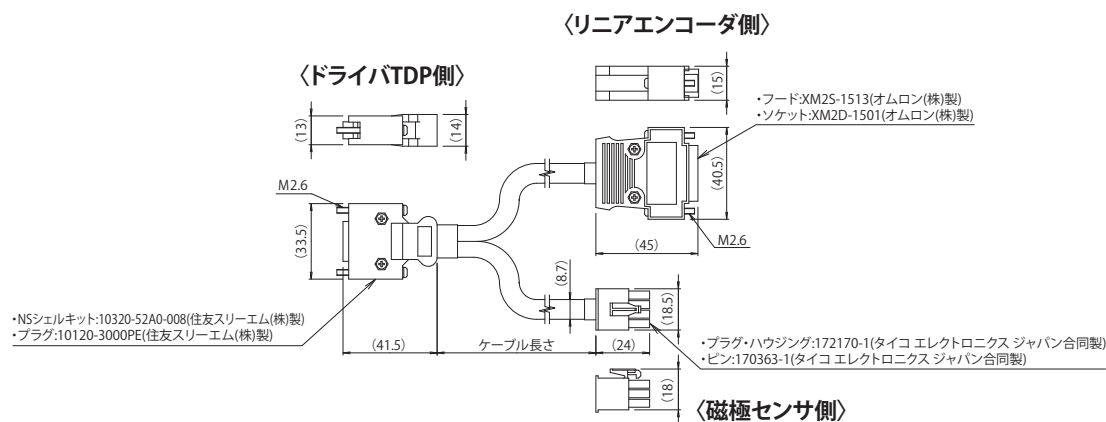 〈リニアエンコーダ側〉
〈ドライバTDP側〉
(15)
・フード:XM2S-1513(オムロン(株)製)
・ソケット:XM2D-1501(オムロン(株)製)
(13)
(14)
(40.5)
M2.6
(33.5)
(45)
M2.6
(8.7)
(18.5)
・NSシェルキット:10320-52A0-008(住友スリーエム(株)製)
・プラグ:10120-3000PE(住友スリーエム(株)製)
(41.5)
ケーブル長さ
(24)
・プラグ・ハウジング:172170-1(タイコ エレクトロニクス ジャパン合同製)
・ピン:170363-1(タイコ エレクトロニクス ジャパン合同製)
(18)
〈磁極センサ側〉